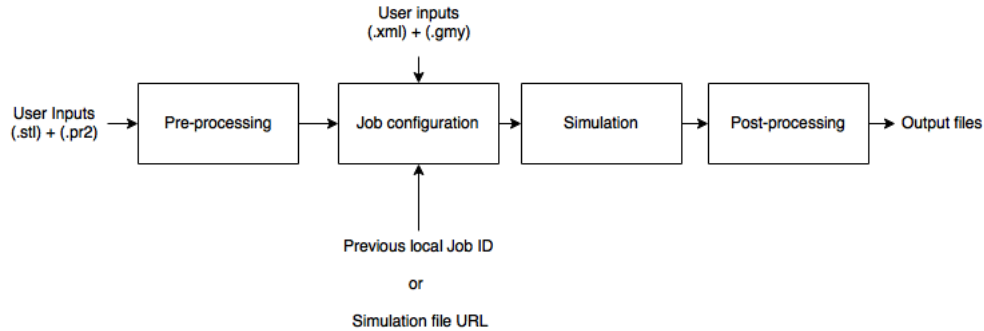 User inputs
(.xml) + (.gmy)
User Inputs
(.stl) + (.pr2)
Pre-processing
Job configuration
Simulation
Post-processing
Output files
Previous local Job ID
or
Simulation file URL